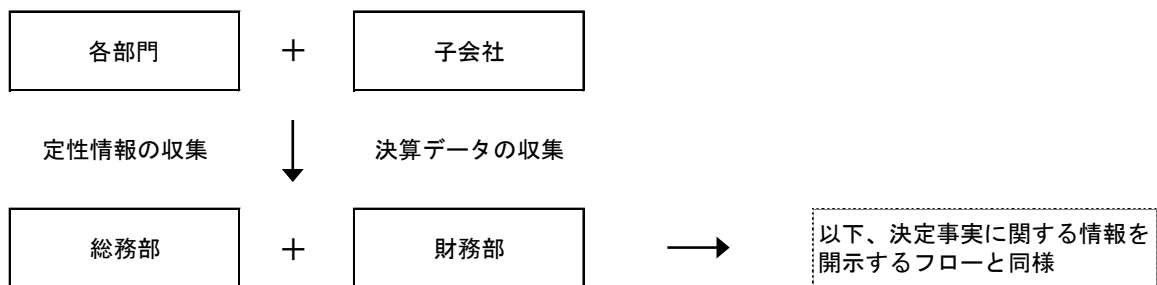 各部門 + 子会社
定性情報の収集 決算データの収集
総務部 + 財務部
以下、決定事実に関する情報を
開示するフローと同様